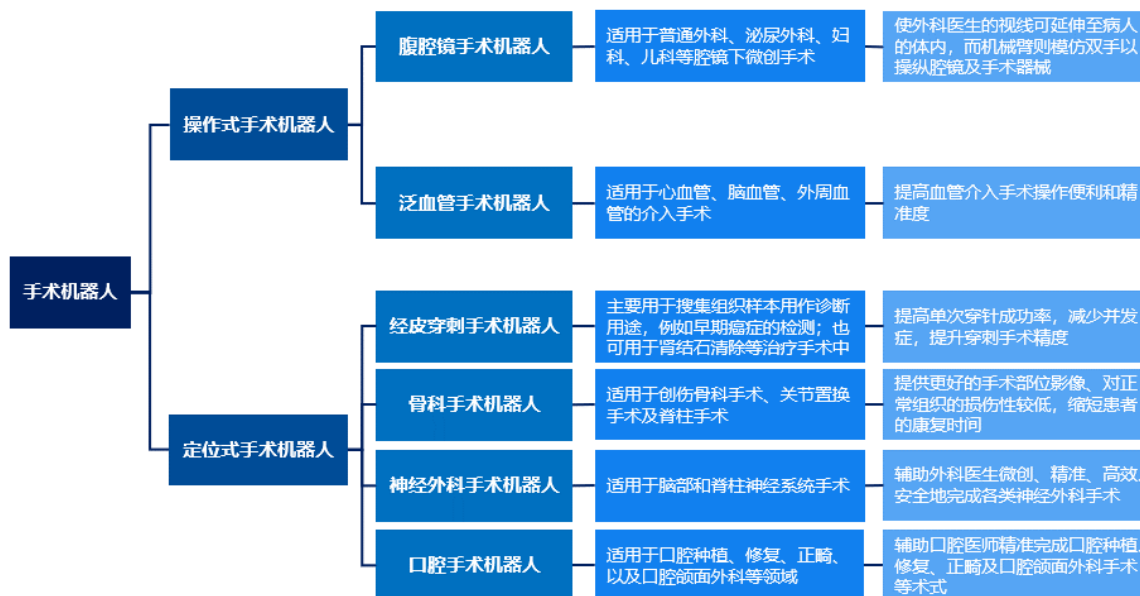 手术机器人
操作式手术机器人
腹腔镜手术机器人
适用于普通外科、泌尿外科、妇
科、儿科等腔镜下微创手术
使外科医生的视线可延伸至病人
的体内，而机械臂则模仿双手以
操纵腔镜及手术器械
泛血管手术机器人
适用于心血管、脑血管、外周血
管的介入手术
提高血管介入手术操作便利和精
准度
定位式手术机器人
经皮穿刺手术机器人
主要用于搜集组织样本用作诊断
用途，例如早期癌症的检测；也
可用于肾结石清除等治疗手术中
提高单次穿针成功率，减少并发
症，提升穿刺手术精度
骨科手术机器人
适用于创伤骨科手术、关节置换
手术及脊柱手术
提供更好的手术部位影像、对正
常组织的损伤性较低，缩短患者
的康复时间
神经外科手术机器人
适用于脑部和脊柱神经系统手术
辅助外科医生微创、精准、高效、
安全地完成各类神经外科手术
口腔手术机器人
适用于口腔种植、修复、正畸、
以及口腔颌面外科等领域
辅助口腔医师精准完成口腔种植、
修复、正畸及口腔颌面外科手术
等术式